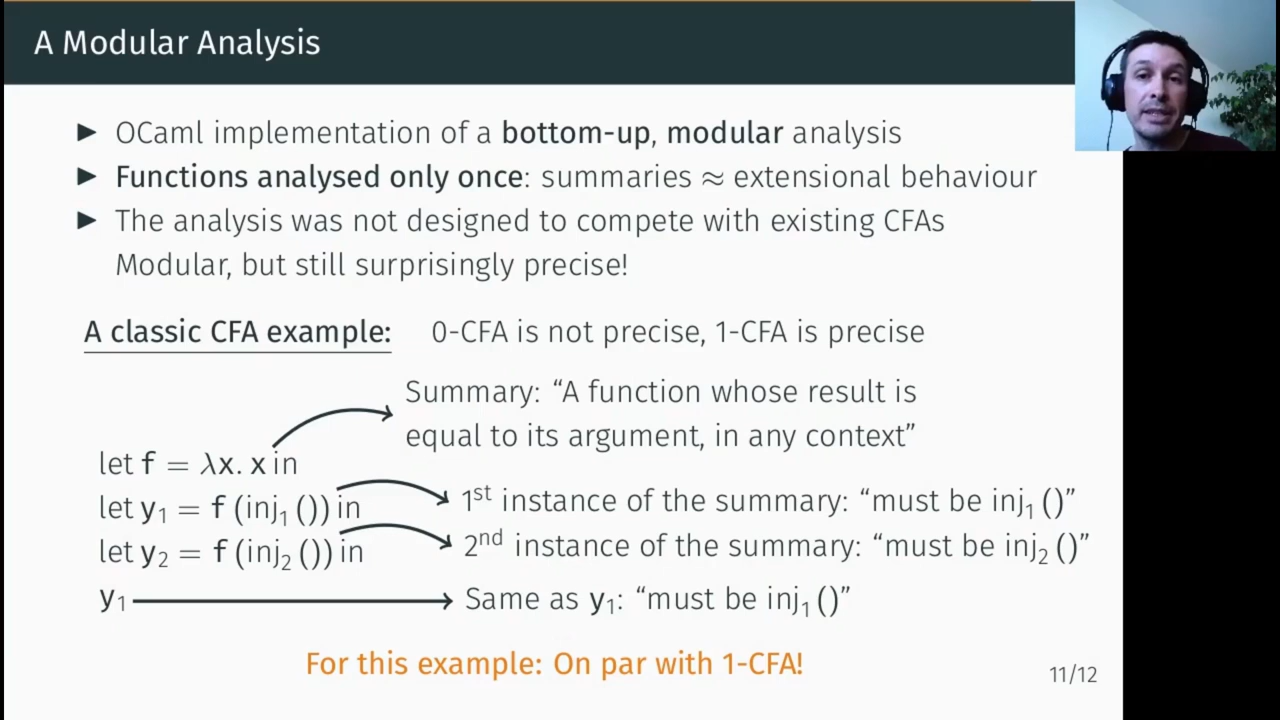 A Modular Analysis
▶ OCaml implementation of a bottom-up, modular analysis
▶ Functions analysed only once: summaries ≈ extensional behaviour
▶ The analysis was not designed to compete with existing CFAs
Modular, but still surprisingly precise!
A classic CFA example: 0-CFA is not precise, 1-CFA is precise
Summary: “A function whose result is
equal to its argument, in any context”
let f = λx. x in
let y₁ = f (inj₁ ()) in
1ˢᵗ instance of the summary: “must be inj₁ ()”
let y₂ = f (inj₂ ()) in
2ⁿᵈ instance of the summary: “must be inj₂ ()”
y₁
Same as y₁: “must be inj₁ ()”
For this example: On par with 1-CFA!
11/12